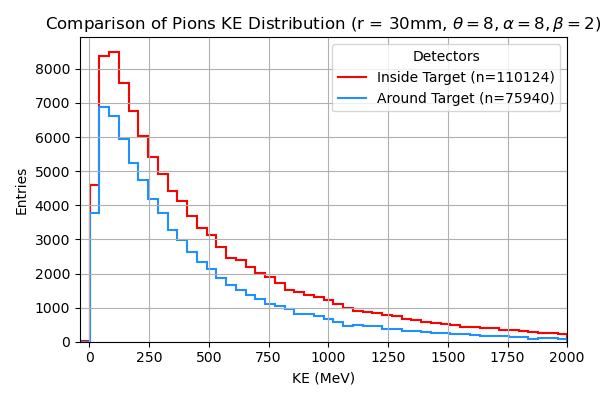 Comparison of Pions KE Distribution (r = 30mm, θ = 8, α = 8, β = 2)
Detectors
Inside Target (n=110124)
Around Target (n=75940)
Entries
8000
7000
6000
5000
4000
3000
2000
1000
0
0 250 500 750 1000 1250 1500 1750 2000
KE (MeV)